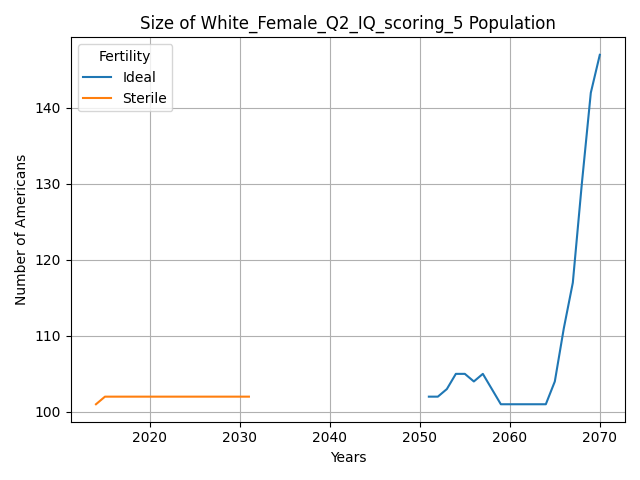 Size of White_Female_Q2_IQ_scoring_5 Population
Fertility
Ideal
Sterile
Number of Americans
140
130
120
110
100
2020 2030 2040 2050 2060 2070
Years